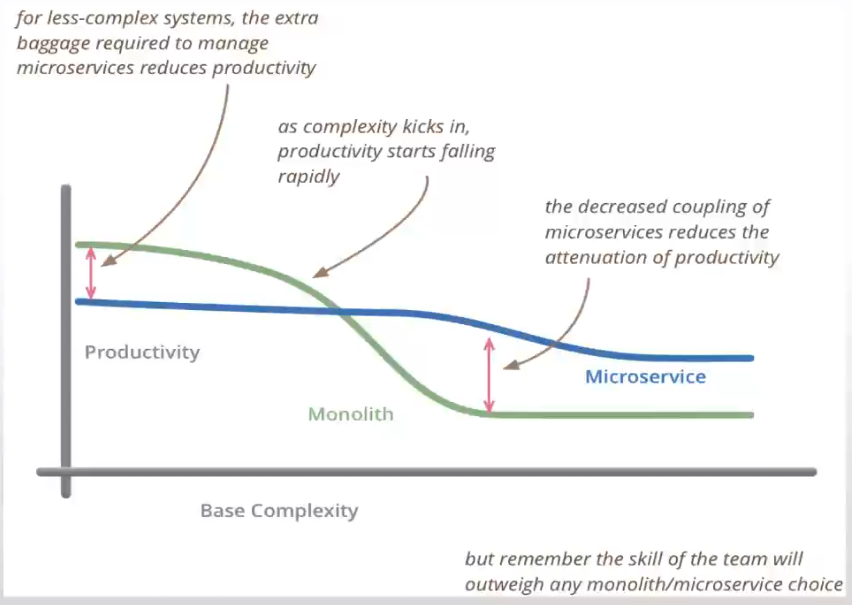 for less-complex systems, the extra
baggage required to manage
microservices reduces productivity
as complexity kicks in,
productivity starts falling
rapidly
the decreased coupling of
microservices reduces the
attenuation of productivity
Productivity
Microservice
Monolith
Base Complexity
but remember the skill of the team will
outweigh any monolith/microservice choice